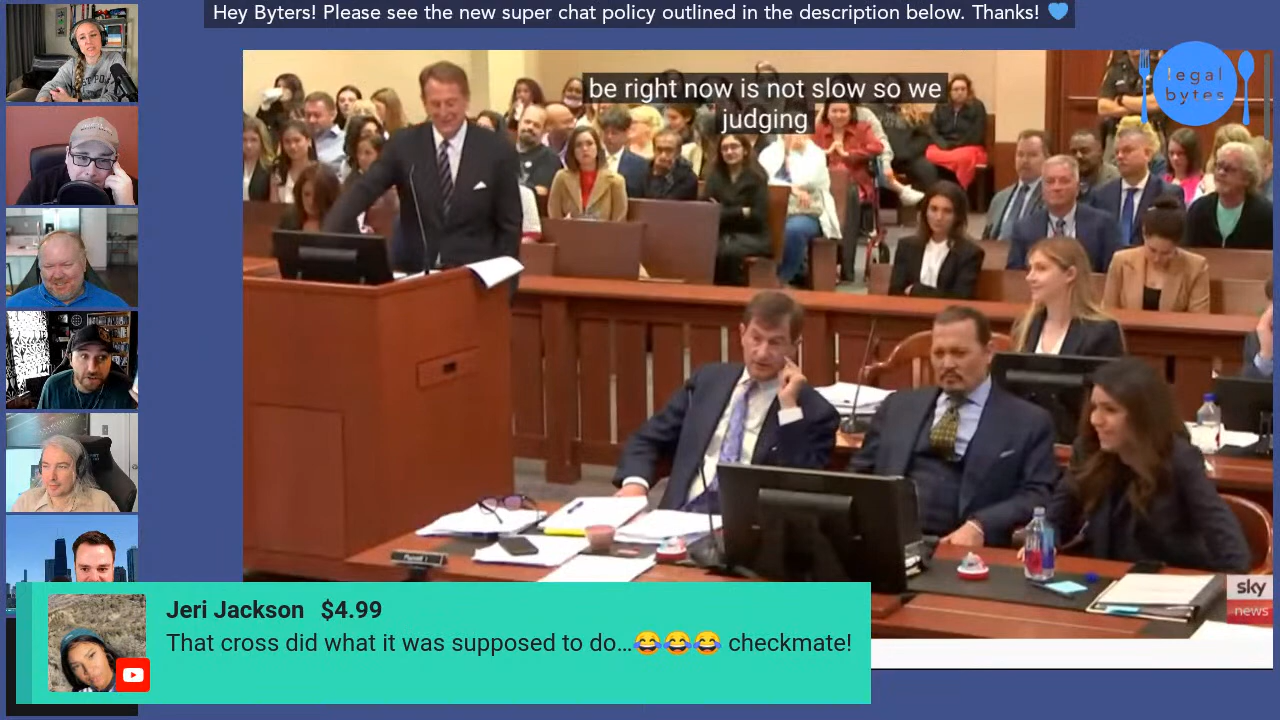 Hey Byters! Please see the new super chat policy outlined in the description below. Thanks! 💙
be right now is not slow so we
judging
legal
bytes
sky
news
Jeri Jackson $4.99
That cross did what it was supposed to do...😂😂😂 checkmate!